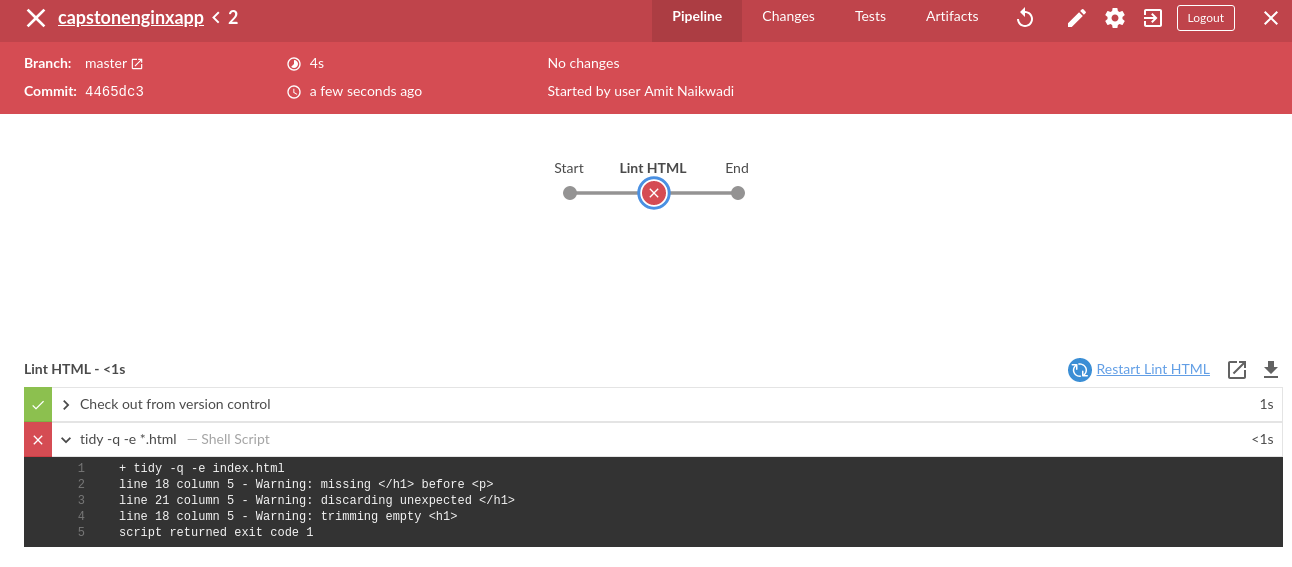 capstonenginxapp < 2 Pipeline Changes Tests Artifacts Logout
Branch: master 4s No changes
Commit: 4465dc3 a few seconds ago Started by user Amit Naikwadi
Start Lint HTML End
Lint HTML - <1s Restart Lint HTML
Check out from version control 1s
tidy -q -e *.html — Shell Script <1s
1 + tidy -q -e index.html
2 line 18 column 5 - Warning: missing </h1> before <p>
3 line 21 column 5 - Warning: discarding unexpected </h1>
4 line 18 column 5 - Warning: trimming empty <h1>
5 script returned exit code 1